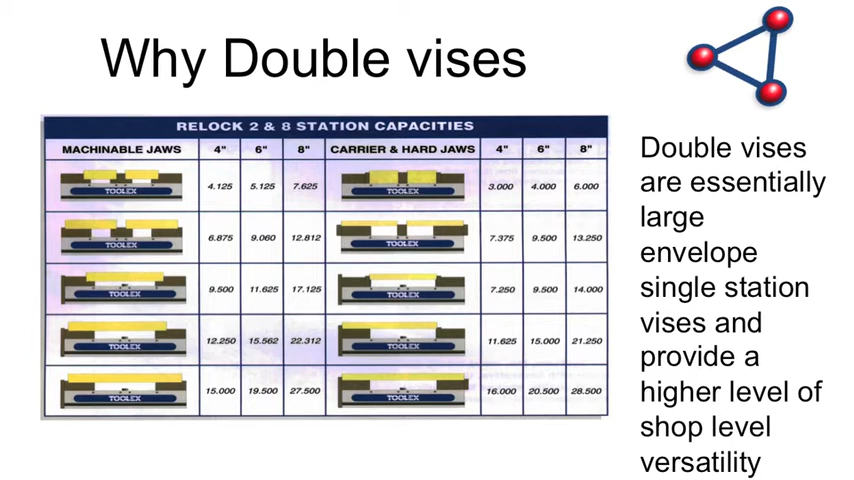 Why Double vises
RELOCK 2 & 8 STATION CAPACITIES
MACHINABLE JAWS 4" 6" 8" CARRIER & HARD JAWS 4" 6" 8"
TOOLEX 4.125 5.125 7.625 TOOLEX 3.000 4.000 6.000
TOOLEX 6.875 9.060 12.812 TOOLEX 7.375 9.500 13.250
TOOLEX 9.500 11.625 17.125 TOOLEX 7.250 9.500 14.000
TOOLEX 12.250 15.562 22.312 TOOLEX 11.625 15.000 21.250
TOOLEX 15.000 19.500 27.500 TOOLEX 16.000 20.500 28.500
Double vises
are essentially
large
envelope
single station
vises and
provide a
higher level of
shop level
versatility